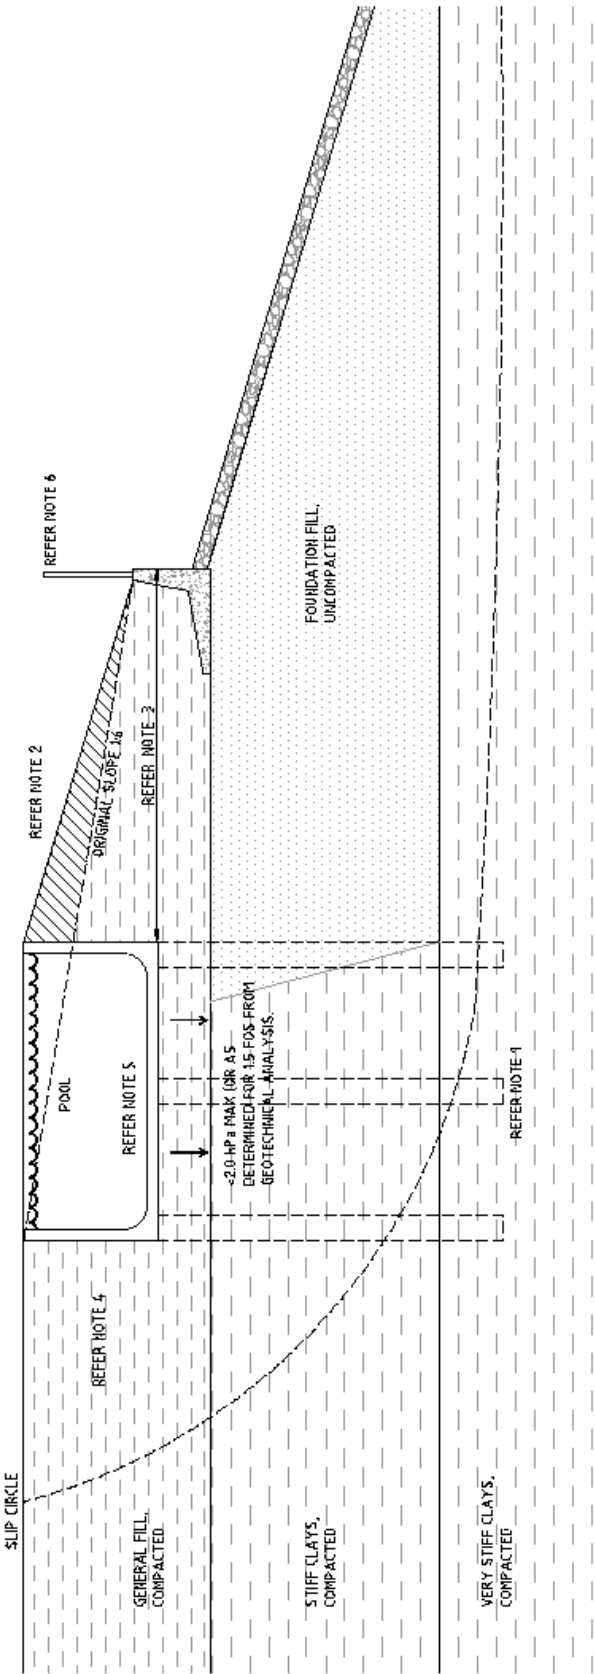 SLIP CIRCLE
GENERAL FILL,
COMPACTED
STIFF CLAYS,
COMPACTED
VERY STIFF CLAYS,
COMPACTED
REFER NOTE 4
POOL
REFER NOTE 5
<2.0 kPa MAX (OR AS
DETERMINED FOR 1.5 FOS FROM
GEOTECHNICAL ANALYSIS.
REFER NOTE 1
REFER NOTE 2
ORIGINAL SLOPE 1:6
REFER NOTE 3
REFER NOTE 6
FOUNDATION FILL,
UNCOMPACTED